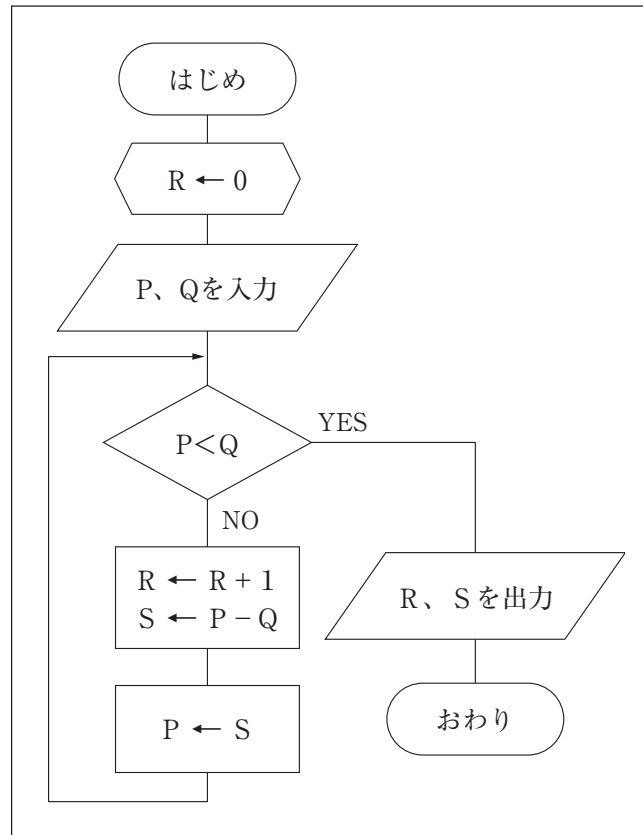 はじめ
R ← 0
P、Qを入力
P＜Q
YES
NO
R ← R + 1
S ← P − Q
P ← S
R、Sを出力
おわり